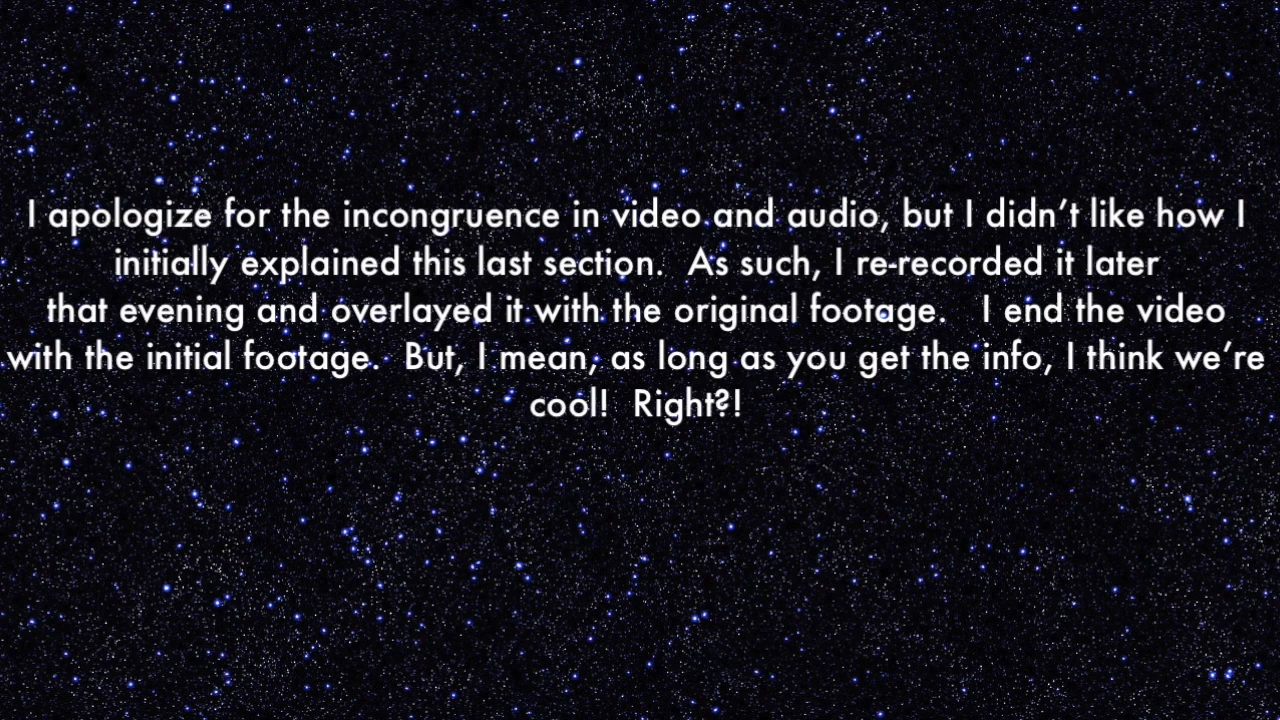 I apologize for the incongruence in video and audio, but I didn't like how I
initially explained this last section.  As such, I re-recorded it later
that evening and overlayed it with the original footage.   I end the video
with the initial footage.  But, I mean, as long as you get the info, I think we're
cool!  Right?!